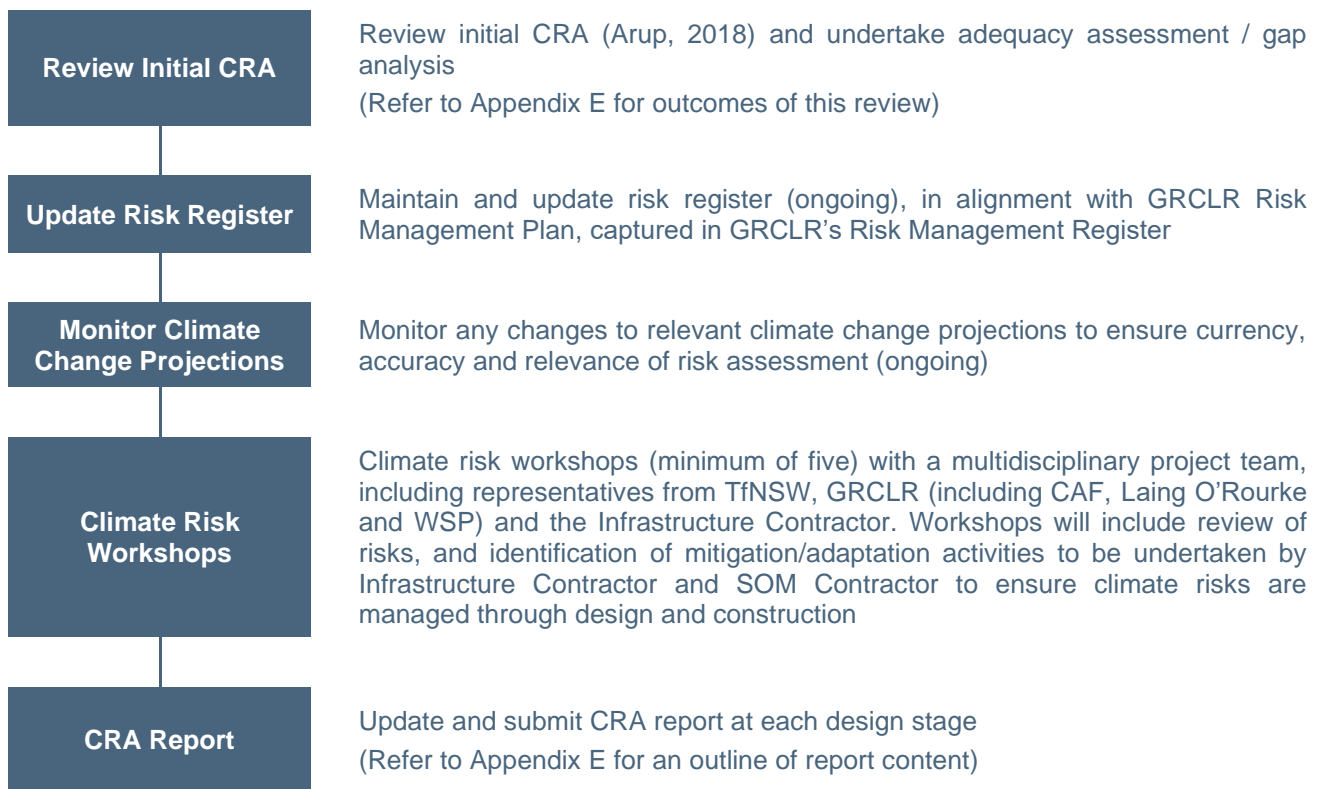 Review Initial CRA
Review initial CRA (Arup, 2018) and undertake adequacy assessment / gap
analysis
(Refer to Appendix E for outcomes of this review)
Update Risk Register
Maintain and update risk register (ongoing), in alignment with GRCLR Risk
Management Plan, captured in GRCLR's Risk Management Register
Monitor Climate
Change Projections
Monitor any changes to relevant climate change projections to ensure currency,
accuracy and relevance of risk assessment (ongoing)
Climate Risk
Workshops
Climate risk workshops (minimum of five) with a multidisciplinary project team,
including representatives from TfNSW, GRCLR (including CAF, Laing O'Rourke
and WSP) and the Infrastructure Contractor. Workshops will include review of
risks, and identification of mitigation/adaptation activities to be undertaken by
Infrastructure Contractor and SOM Contractor to ensure climate risks are
managed through design and construction
CRA Report
Update and submit CRA report at each design stage
(Refer to Appendix E for an outline of report content)